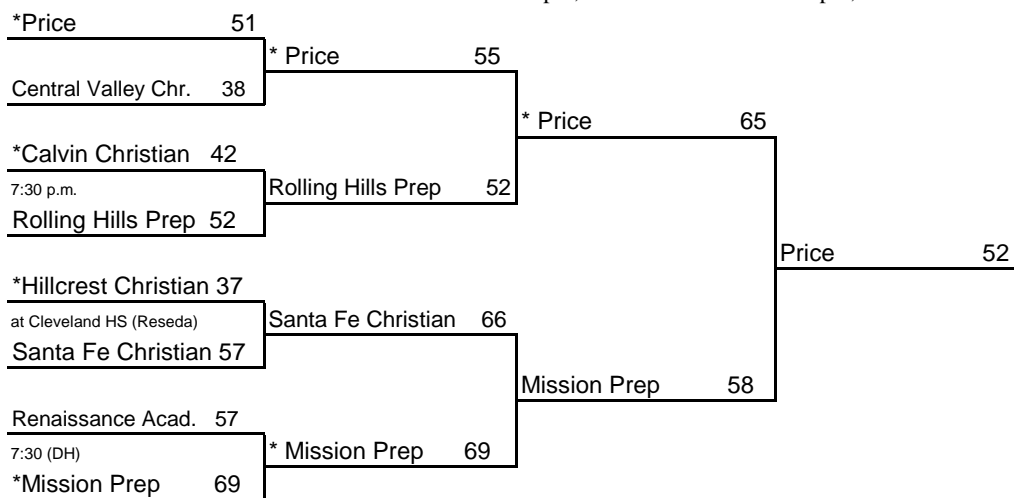 *Price 51
* Price 55
Central Valley Chr. 38
* Price 65
*Calvin Christian 42
7:30 p.m.
Rolling Hills Prep 52
Rolling Hills Prep 52
Price 52
*Hillcrest Christian 37
at Cleveland HS (Reseda)
Santa Fe Christian 66
Santa Fe Christian 57
Mission Prep 58
Renaissance Acad. 57
7:30 (DH)
* Mission Prep 69
*Mission Prep 69